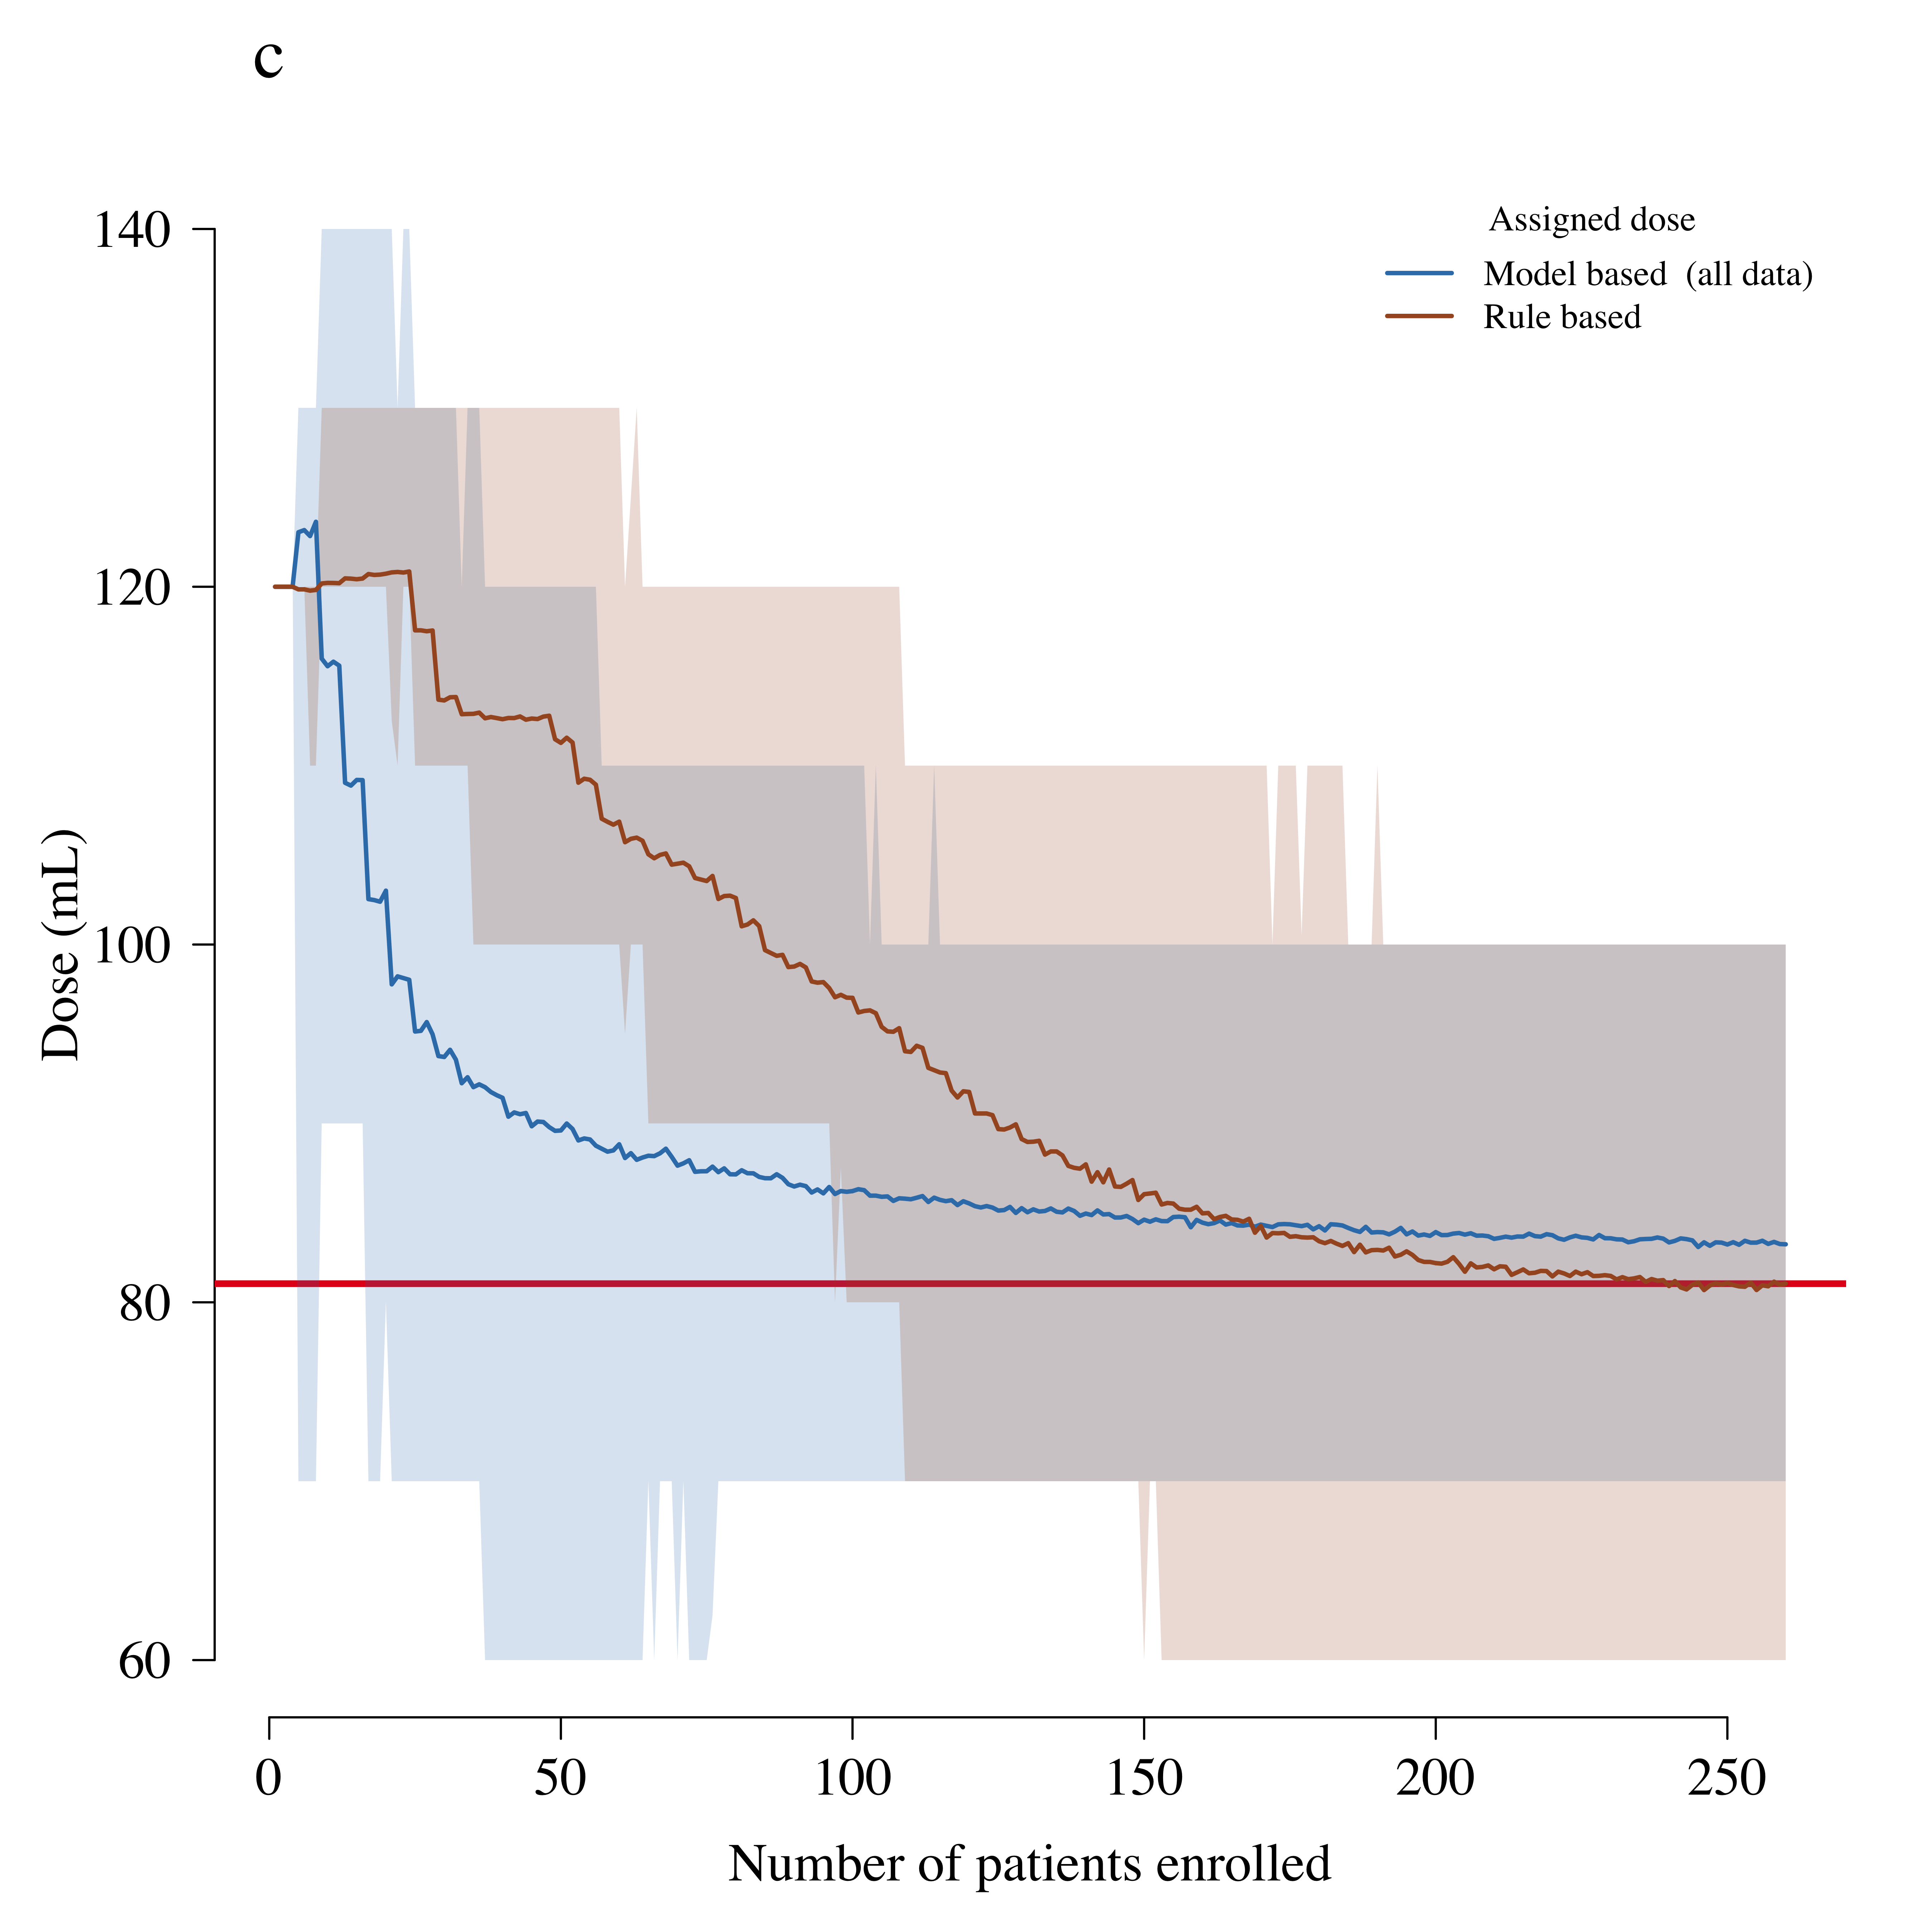 c
140
120
100
80
60
Dose (mL)
Assigned dose
Model based (all data)
Rule based
0 50 100 150 200 250
Number of patients enrolled